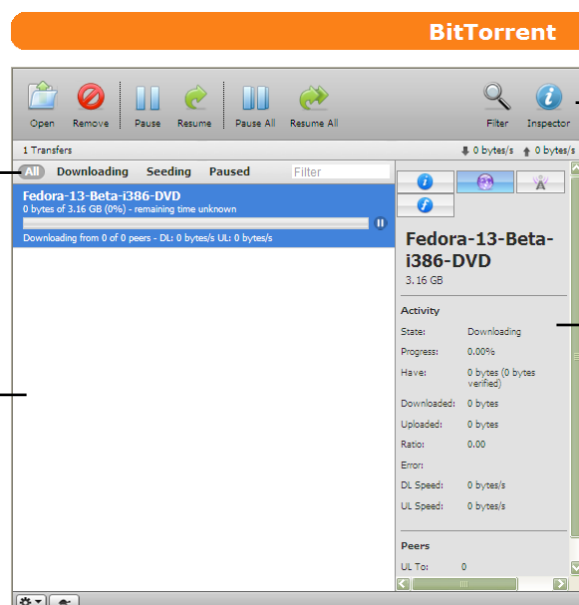 BitTorrent
Open Remove Pause Resume Pause All Resume All Filter Inspector
1 Transfers 0 bytes/s 0 bytes/s
All Downloading Seeding Paused Filter
Fedora-13-Beta-i386-DVD
0 bytes of 3.16 GB (0%) - remaining time unknown
Downloading from 0 of 0 peers - DL: 0 bytes/s UL: 0 bytes/s
Fedora-13-Beta-
i386-DVD
3.16 GB
Activity
State: Downloading
Progress: 0.00%
Have: 0 bytes (0 bytes
verified)
Downloaded: 0 bytes
Uploaded: 0 bytes
Ratio: 0.00
Error:
DL Speed: 0 bytes/s
UL Speed: 0 bytes/s
Peers
UL To: 0